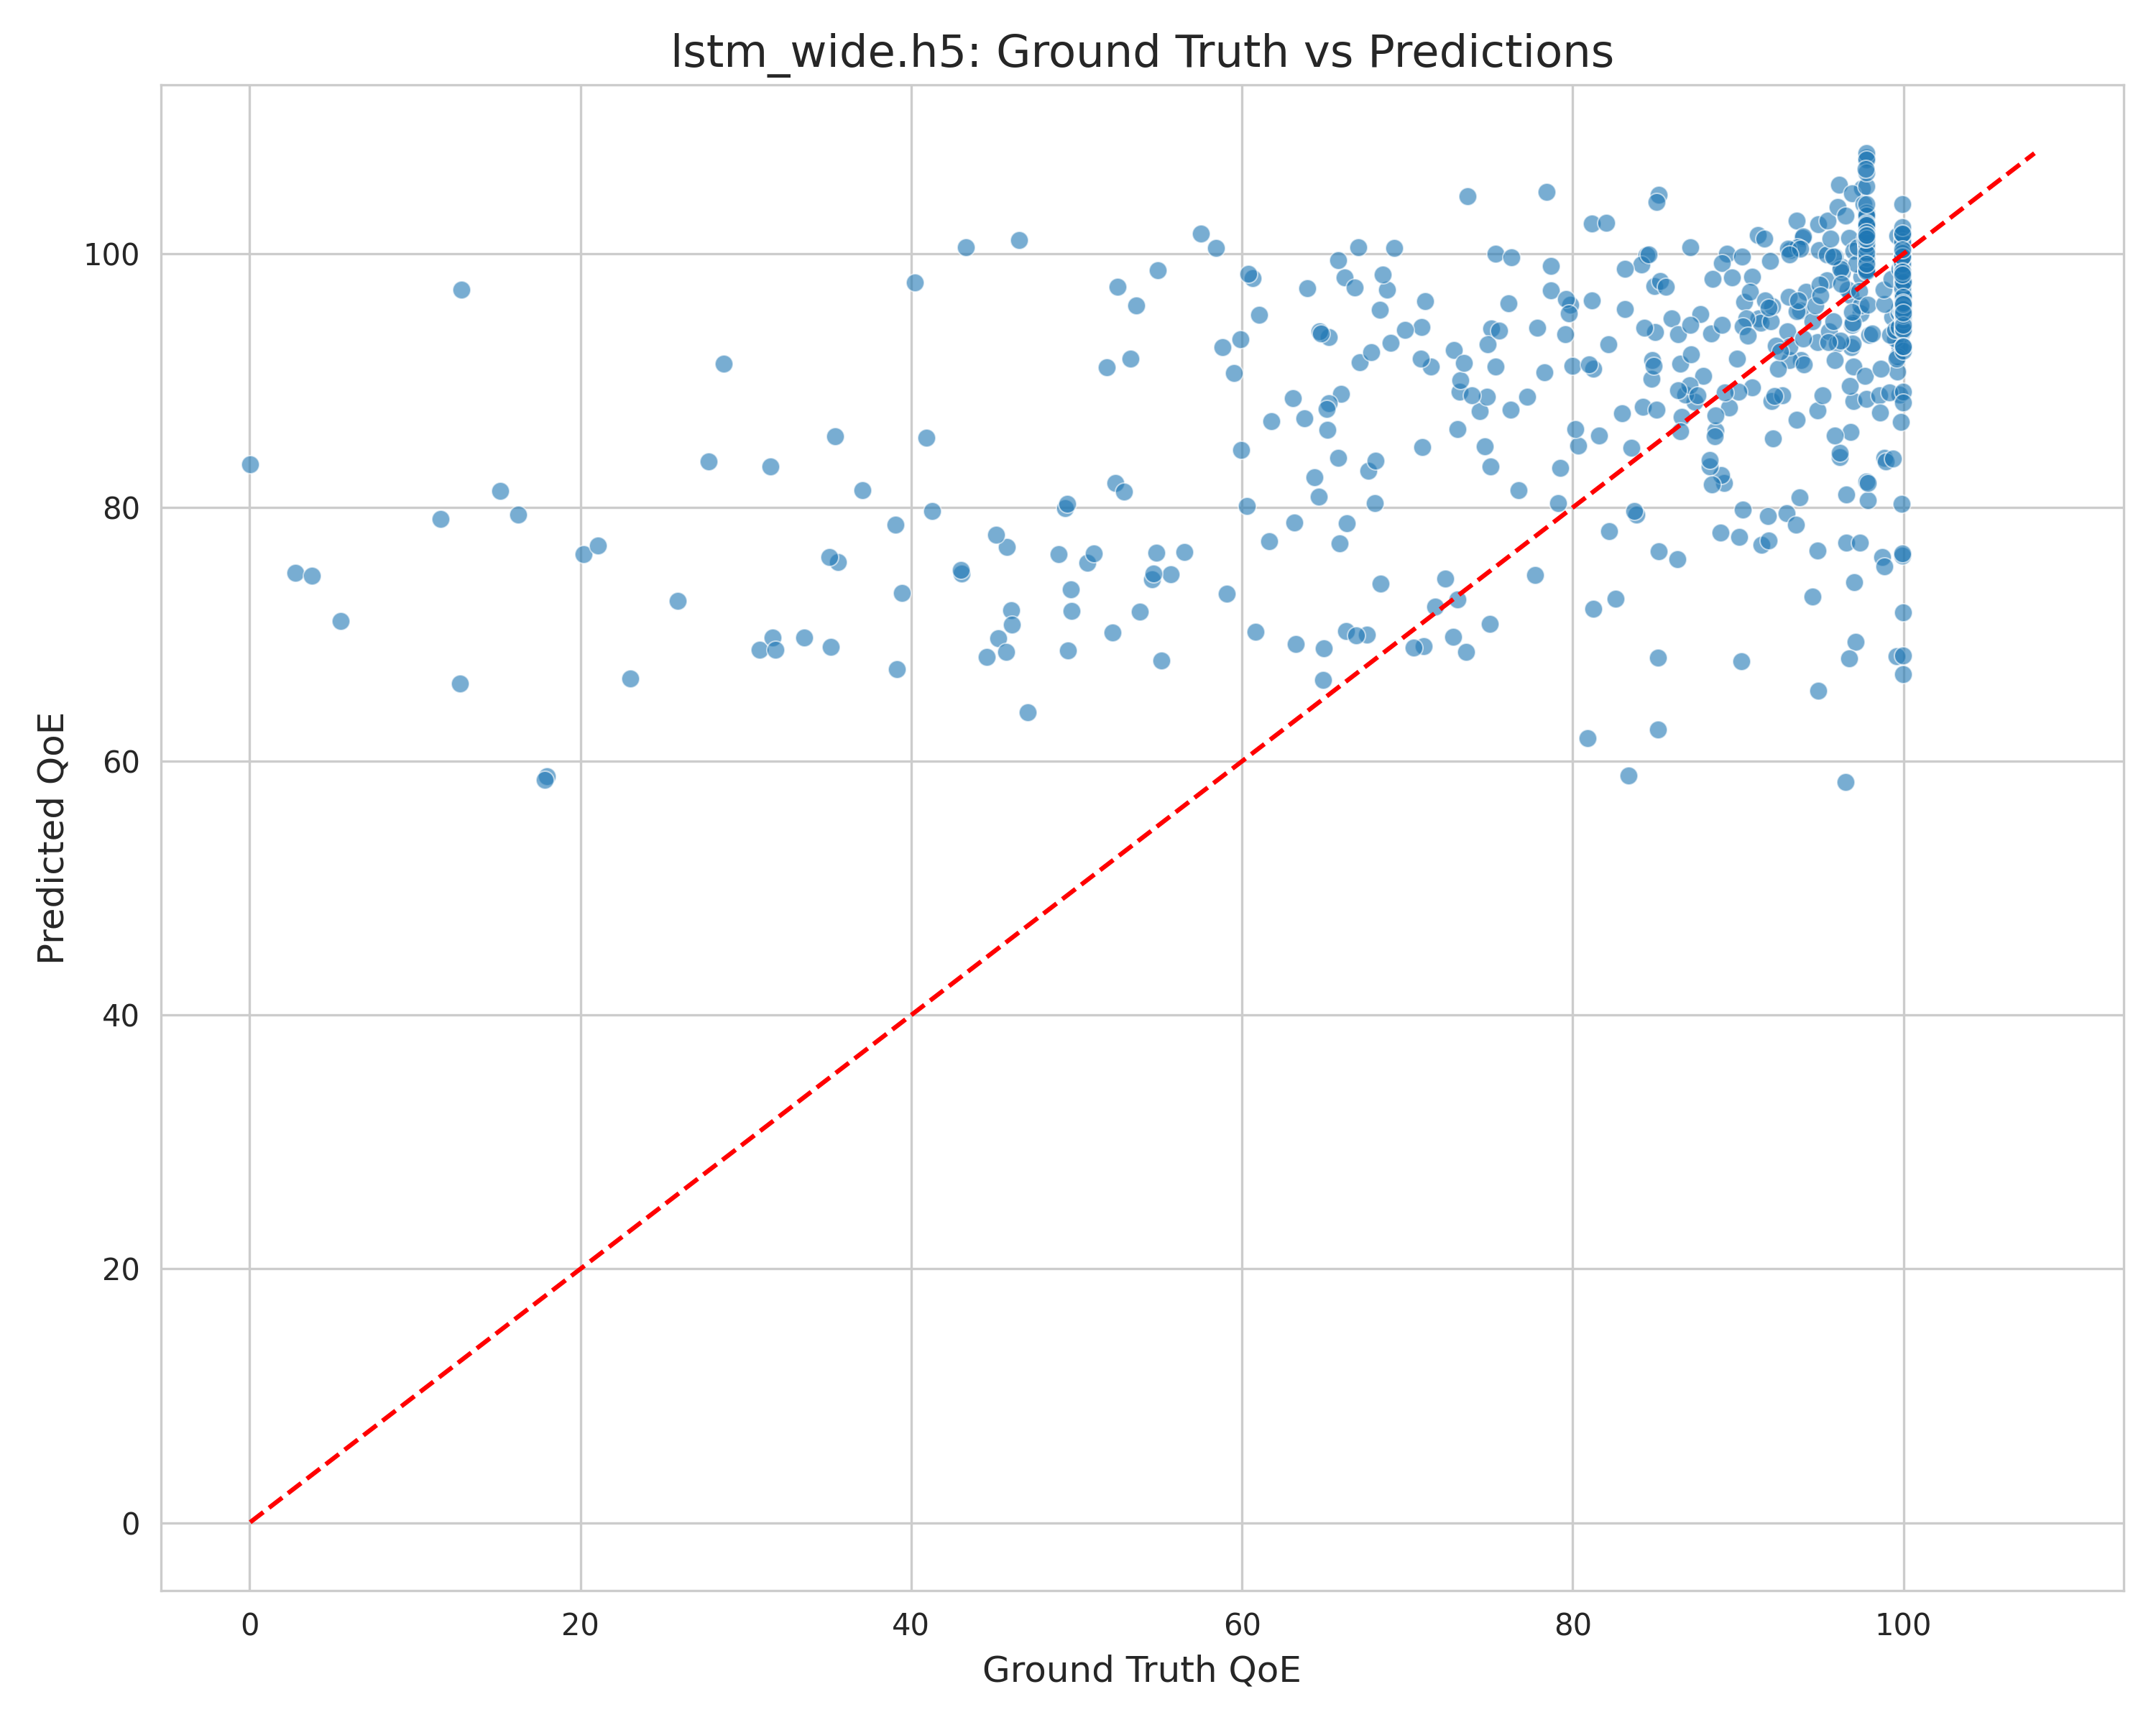 lstm_wide.h5: Ground Truth vs Predictions
Predicted QoE
100
80
60
40
20
0
0 20 40 60 80 100
Ground Truth QoE